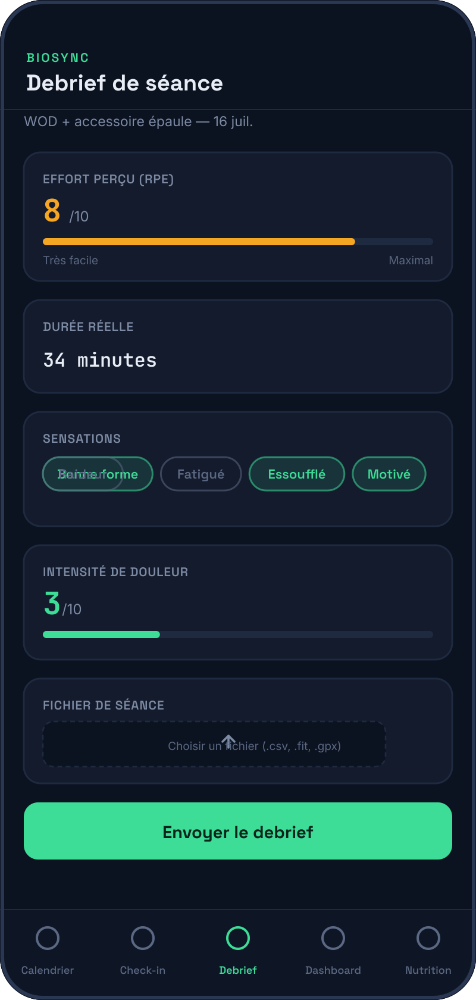 BIOSYNC
Debrief de séance
WOD + accessoire épaule — 16 juil.
EFFORT PERÇU (RPE)
8 /10
Très facile Maximal
DURÉE RÉELLE
34 minutes
SENSATIONS
Bonne forme Fatigué Essoufflé Motivé
INTENSITÉ DE DOULEUR
3/10
FICHIER DE SÉANCE
Choisir un fichier (.csv, .fit, .gpx)
Envoyer le debrief
Calendrier Check-in Debrief Dashboard Nutrition